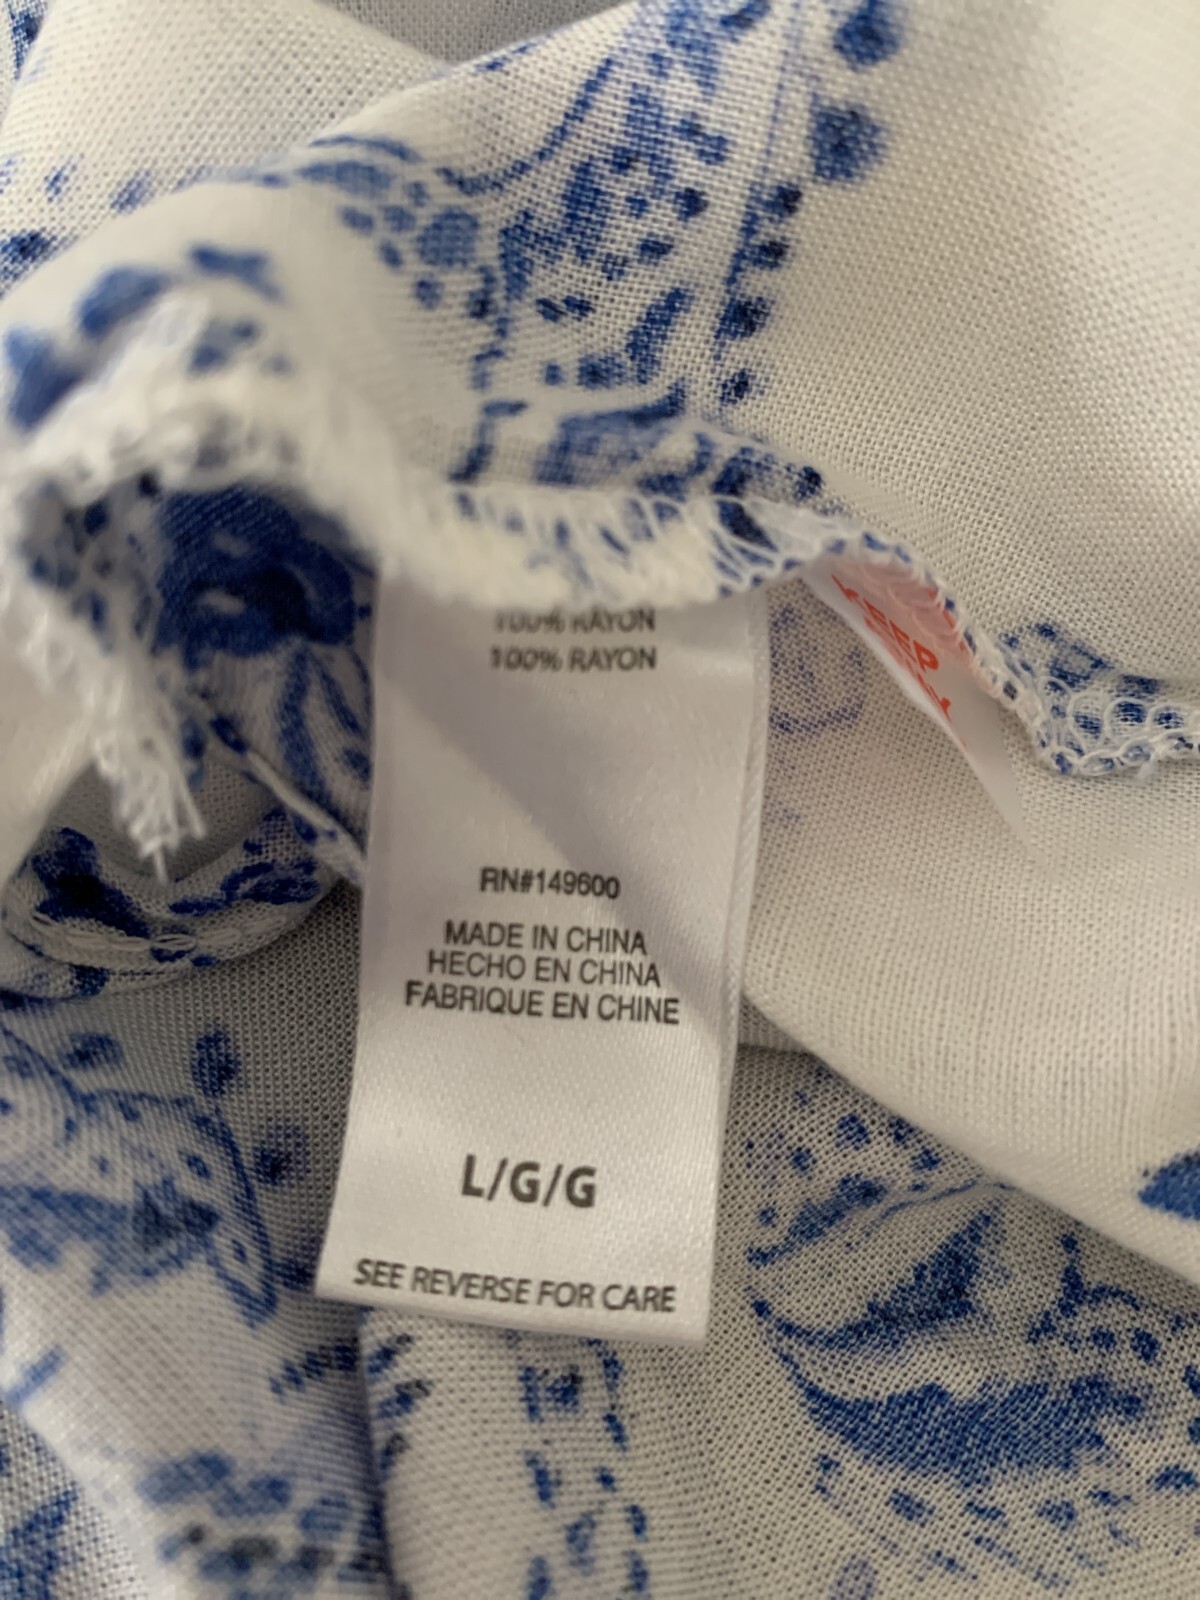 100% RAYON
100% RAYON
RN#149600
MADE IN CHINA
HECHO EN CHINA
FABRIQUE EN CHINE
L/G/G
SEE REVERSE FOR CARE